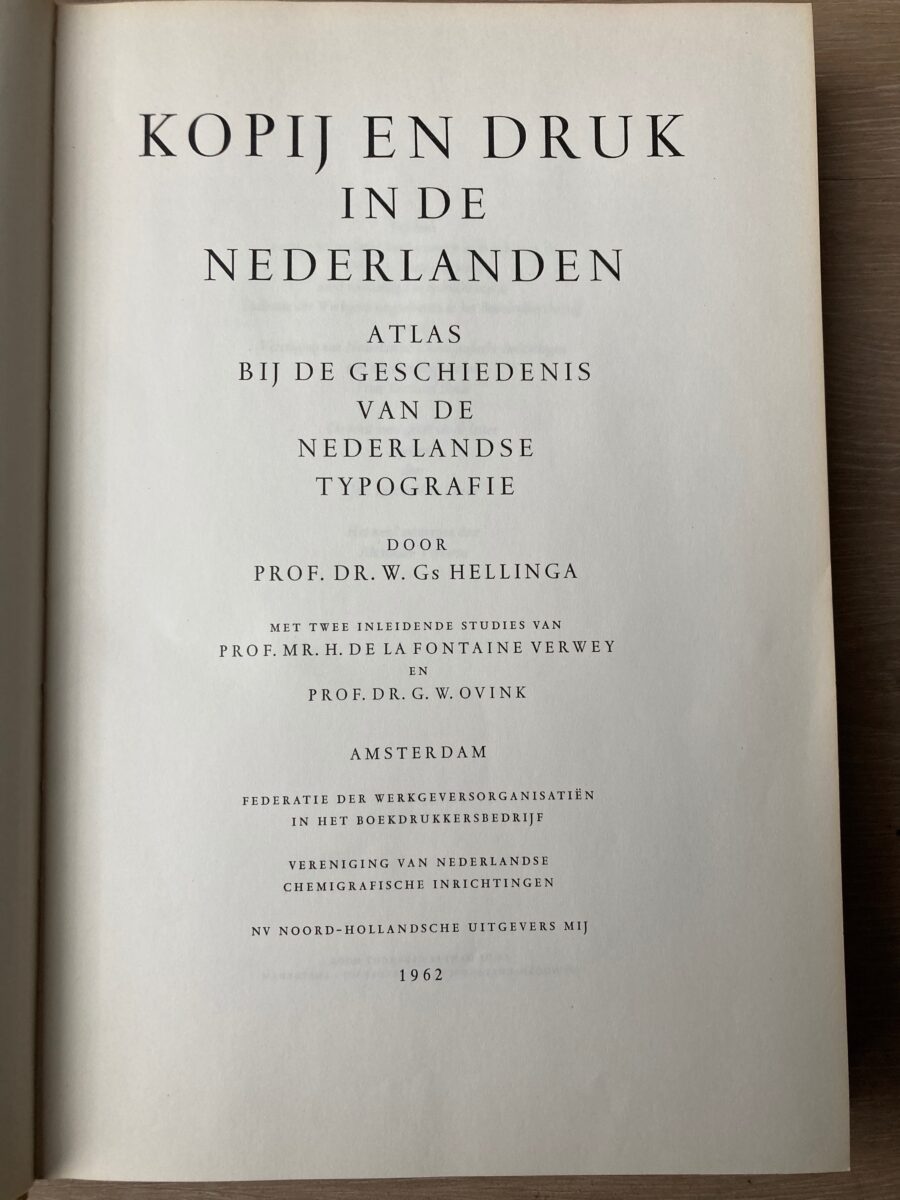 KOPIJ EN DRUK
IN DE
NEDERLANDEN
ATLAS
BIJ DE GESCHIEDENIS
VAN DE
NEDERLANDSE
TYPOGRAFIE
DOOR
PROF. DR. W. Gs HELLINGA
MET TWEE INLEIDENDE STUDIES VAN
PROF. MR. H. DE LA FONTAINE VERWEY
EN
PROF. DR. G. W. OVINK
AMSTERDAM
FEDERATIE DER WERKGEVERSORGANISATIËN
IN HET BOEKDRUKKERSBEDRIJF
VERENIGING VAN NEDERLANDSE
CHEMIGRAFISCHE INRICHTINGEN
NV NOORD-HOLLANDSCHE UITGEVERS MIJ
1962